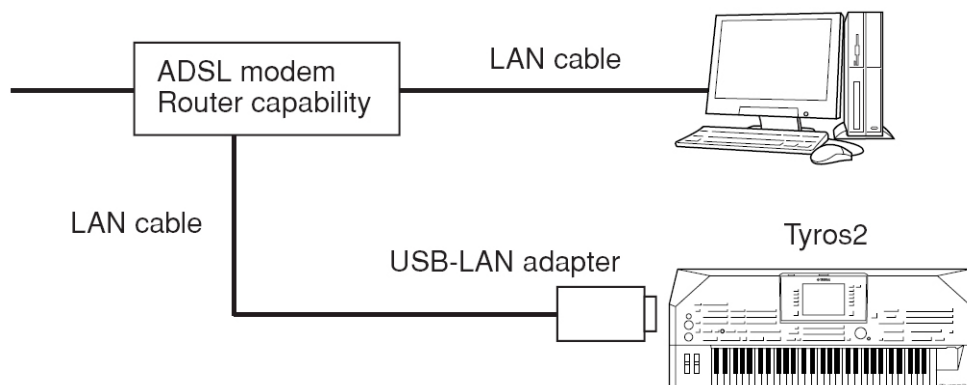 ADSL modem
Router capability
LAN cable
LAN cable
USB-LAN adapter
Tyros2